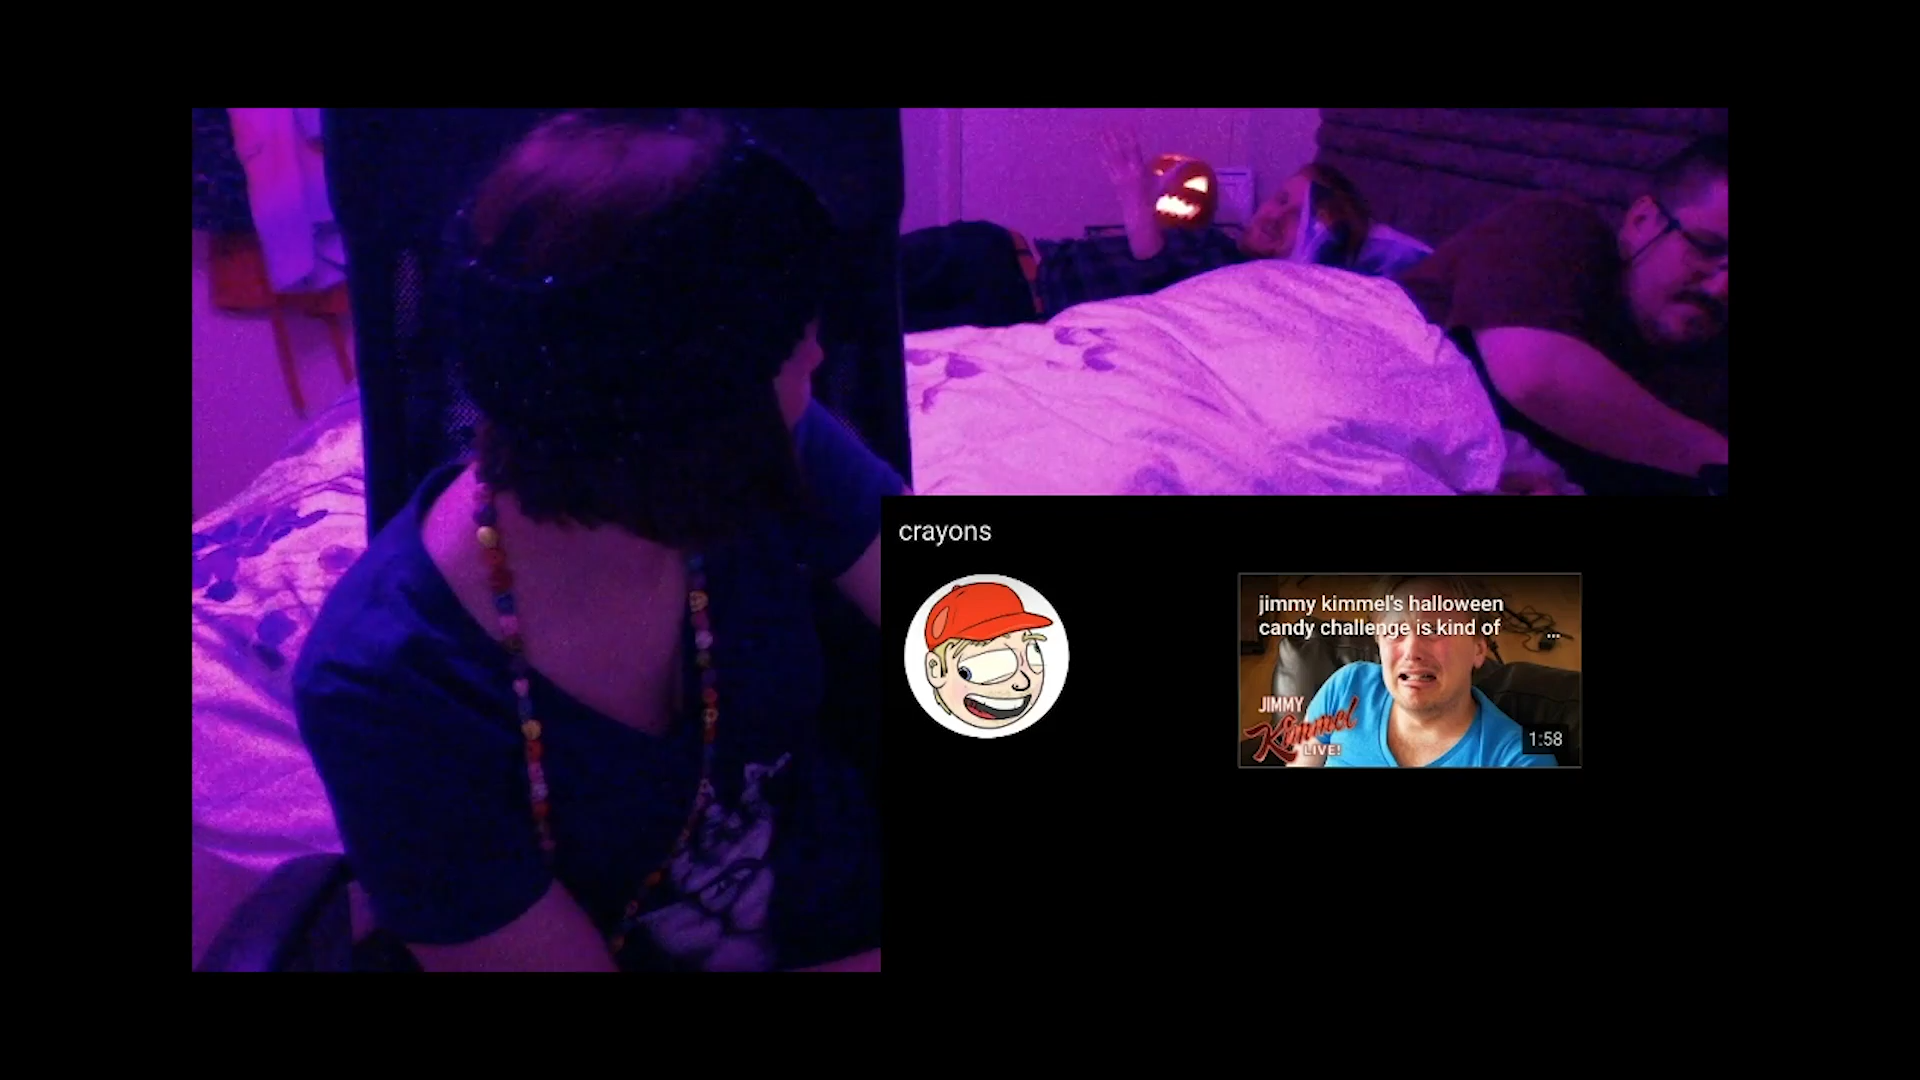 crayons
jimmy kimmel's halloween
candy challenge is kind of
...
JIMMY
Kimmel
LIVE!
1:58